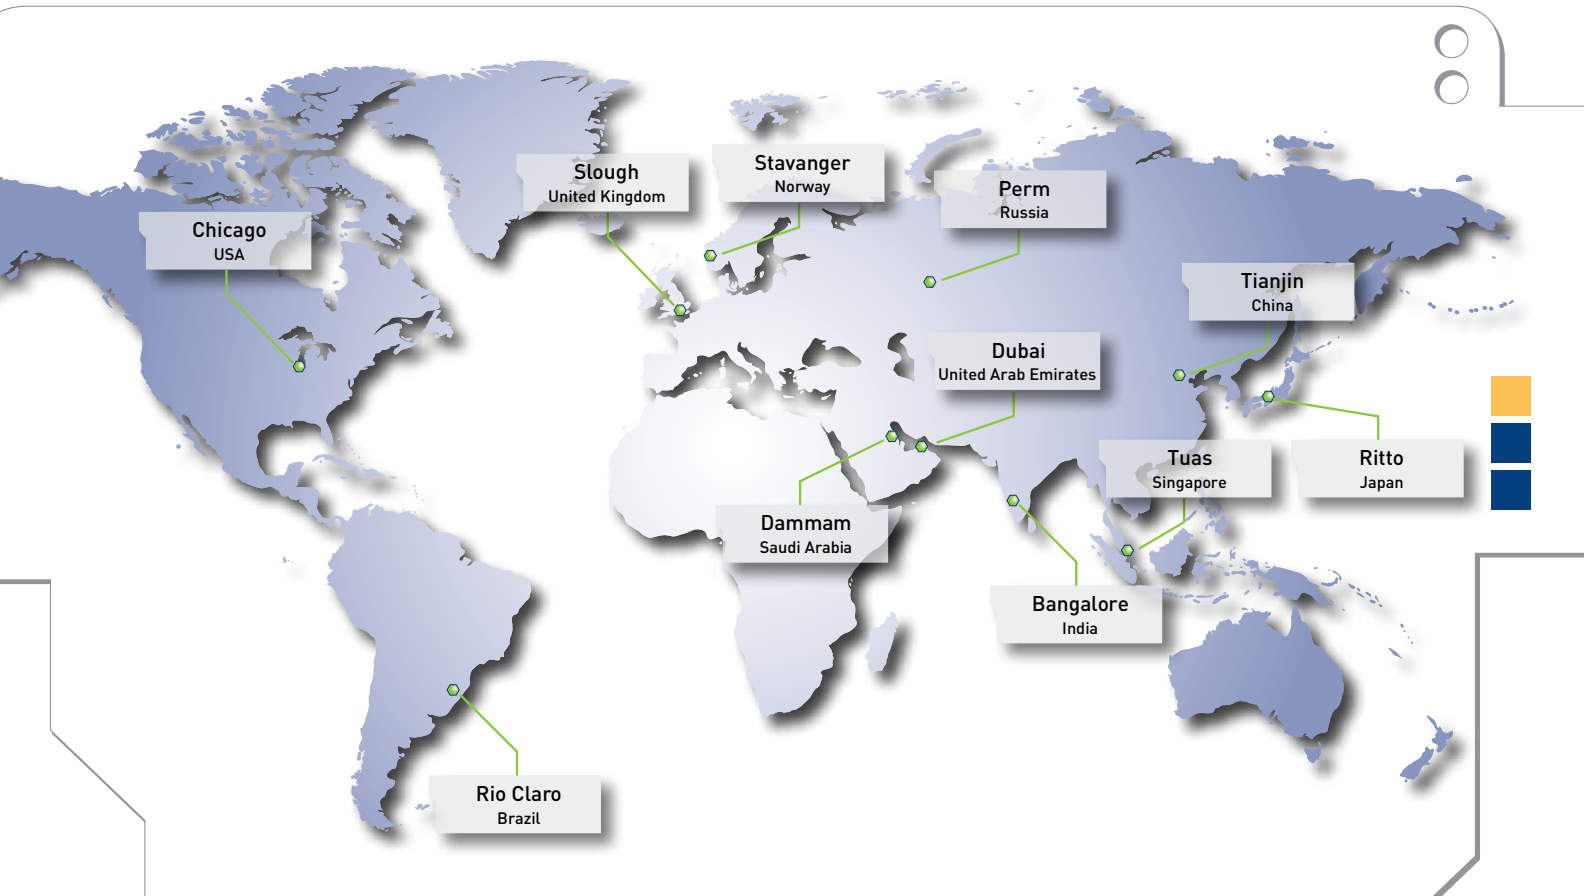 Stavanger
Norway
Slough
United Kingdom
Perm
Russia
Chicago
USA
Tianjin
China
Dubai
United Arab Emirates
Tuas
Singapore
Ritto
Japan
Dammam
Saudi Arabia
Bangalore
India
Rio Claro
Brazil